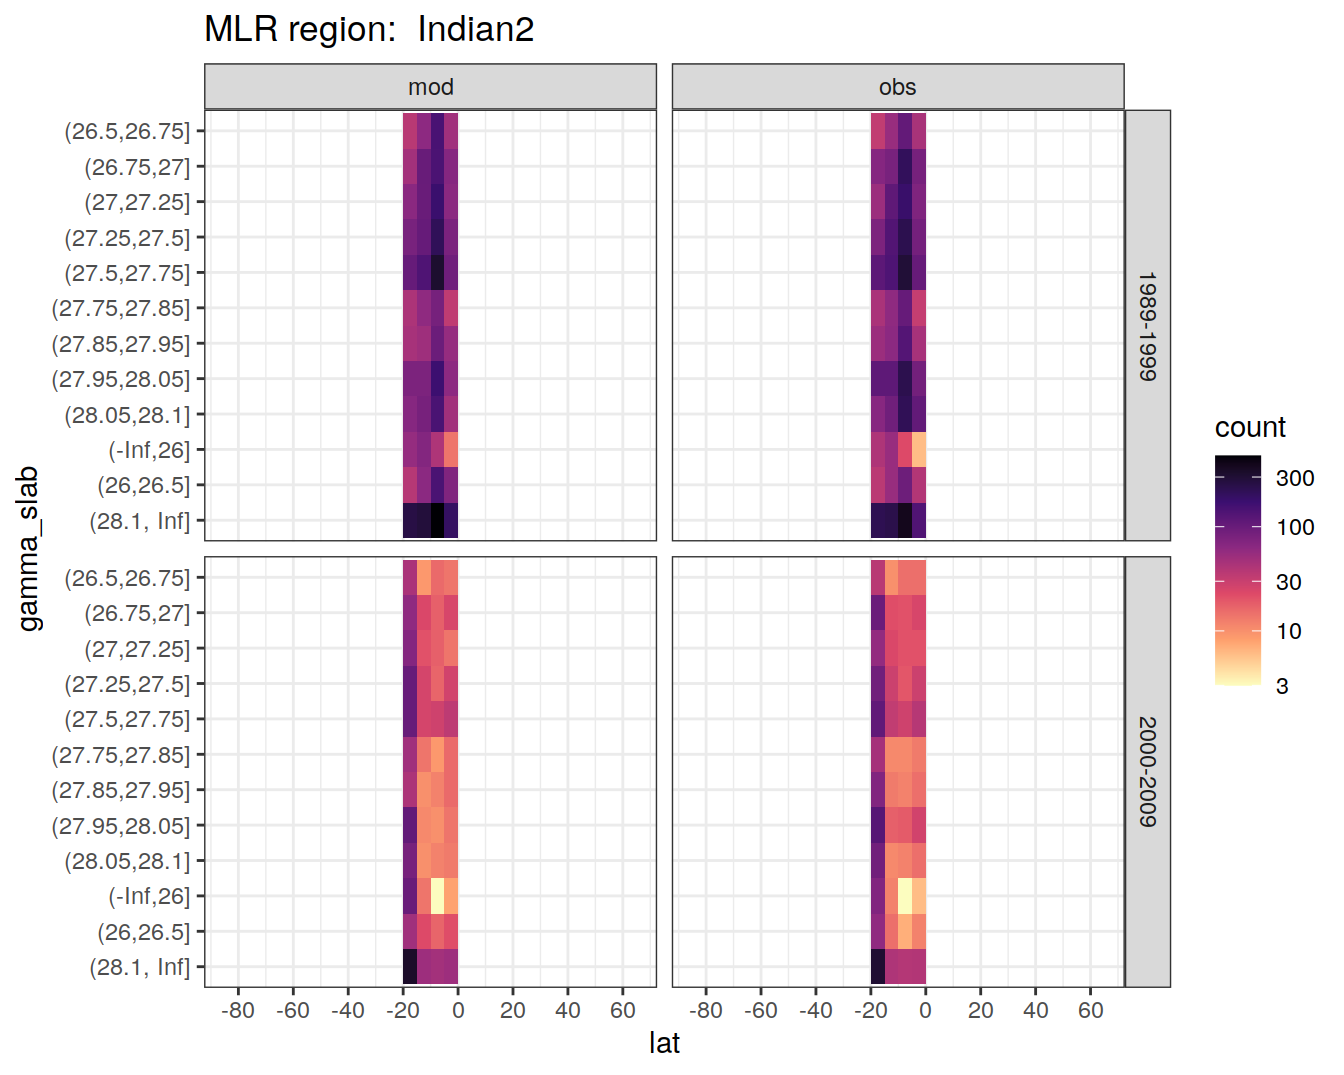 MLR region:  Indian2
mod
obs
(26.5,26.75]
(26.75,27]
(27,27.25]
(27.25,27.5]
(27.5,27.75]
(27.75,27.85]
(27.85,27.95]
(27.95,28.05]
(28.05,28.1]
(-Inf,26]
(26,26.5]
(28.1, Inf]
1989-1999
(26.5,26.75]
(26.75,27]
(27,27.25]
(27.25,27.5]
(27.5,27.75]
(27.75,27.85]
(27.85,27.95]
(27.95,28.05]
(28.05,28.1]
(-Inf,26]
(26,26.5]
(28.1, Inf]
2000-2009
gamma_slab
-80 -60 -40 -20 0 20 40 60
-80 -60 -40 -20 0 20 40 60
lat
count
300
100
30
10
3